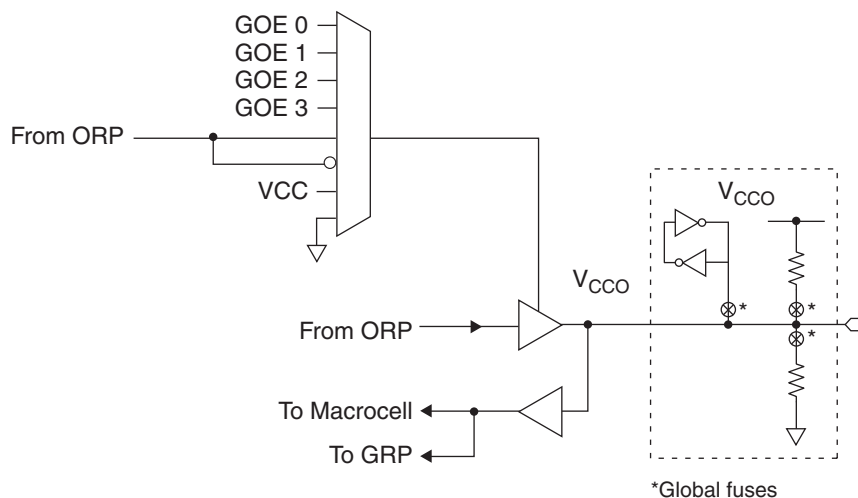 GOE 0
GOE 1
GOE 2
GOE 3
From ORP
VCC
VCCO
*
*
*
VCCO
From ORP
To Macrocell
To GRP
*Global fuses